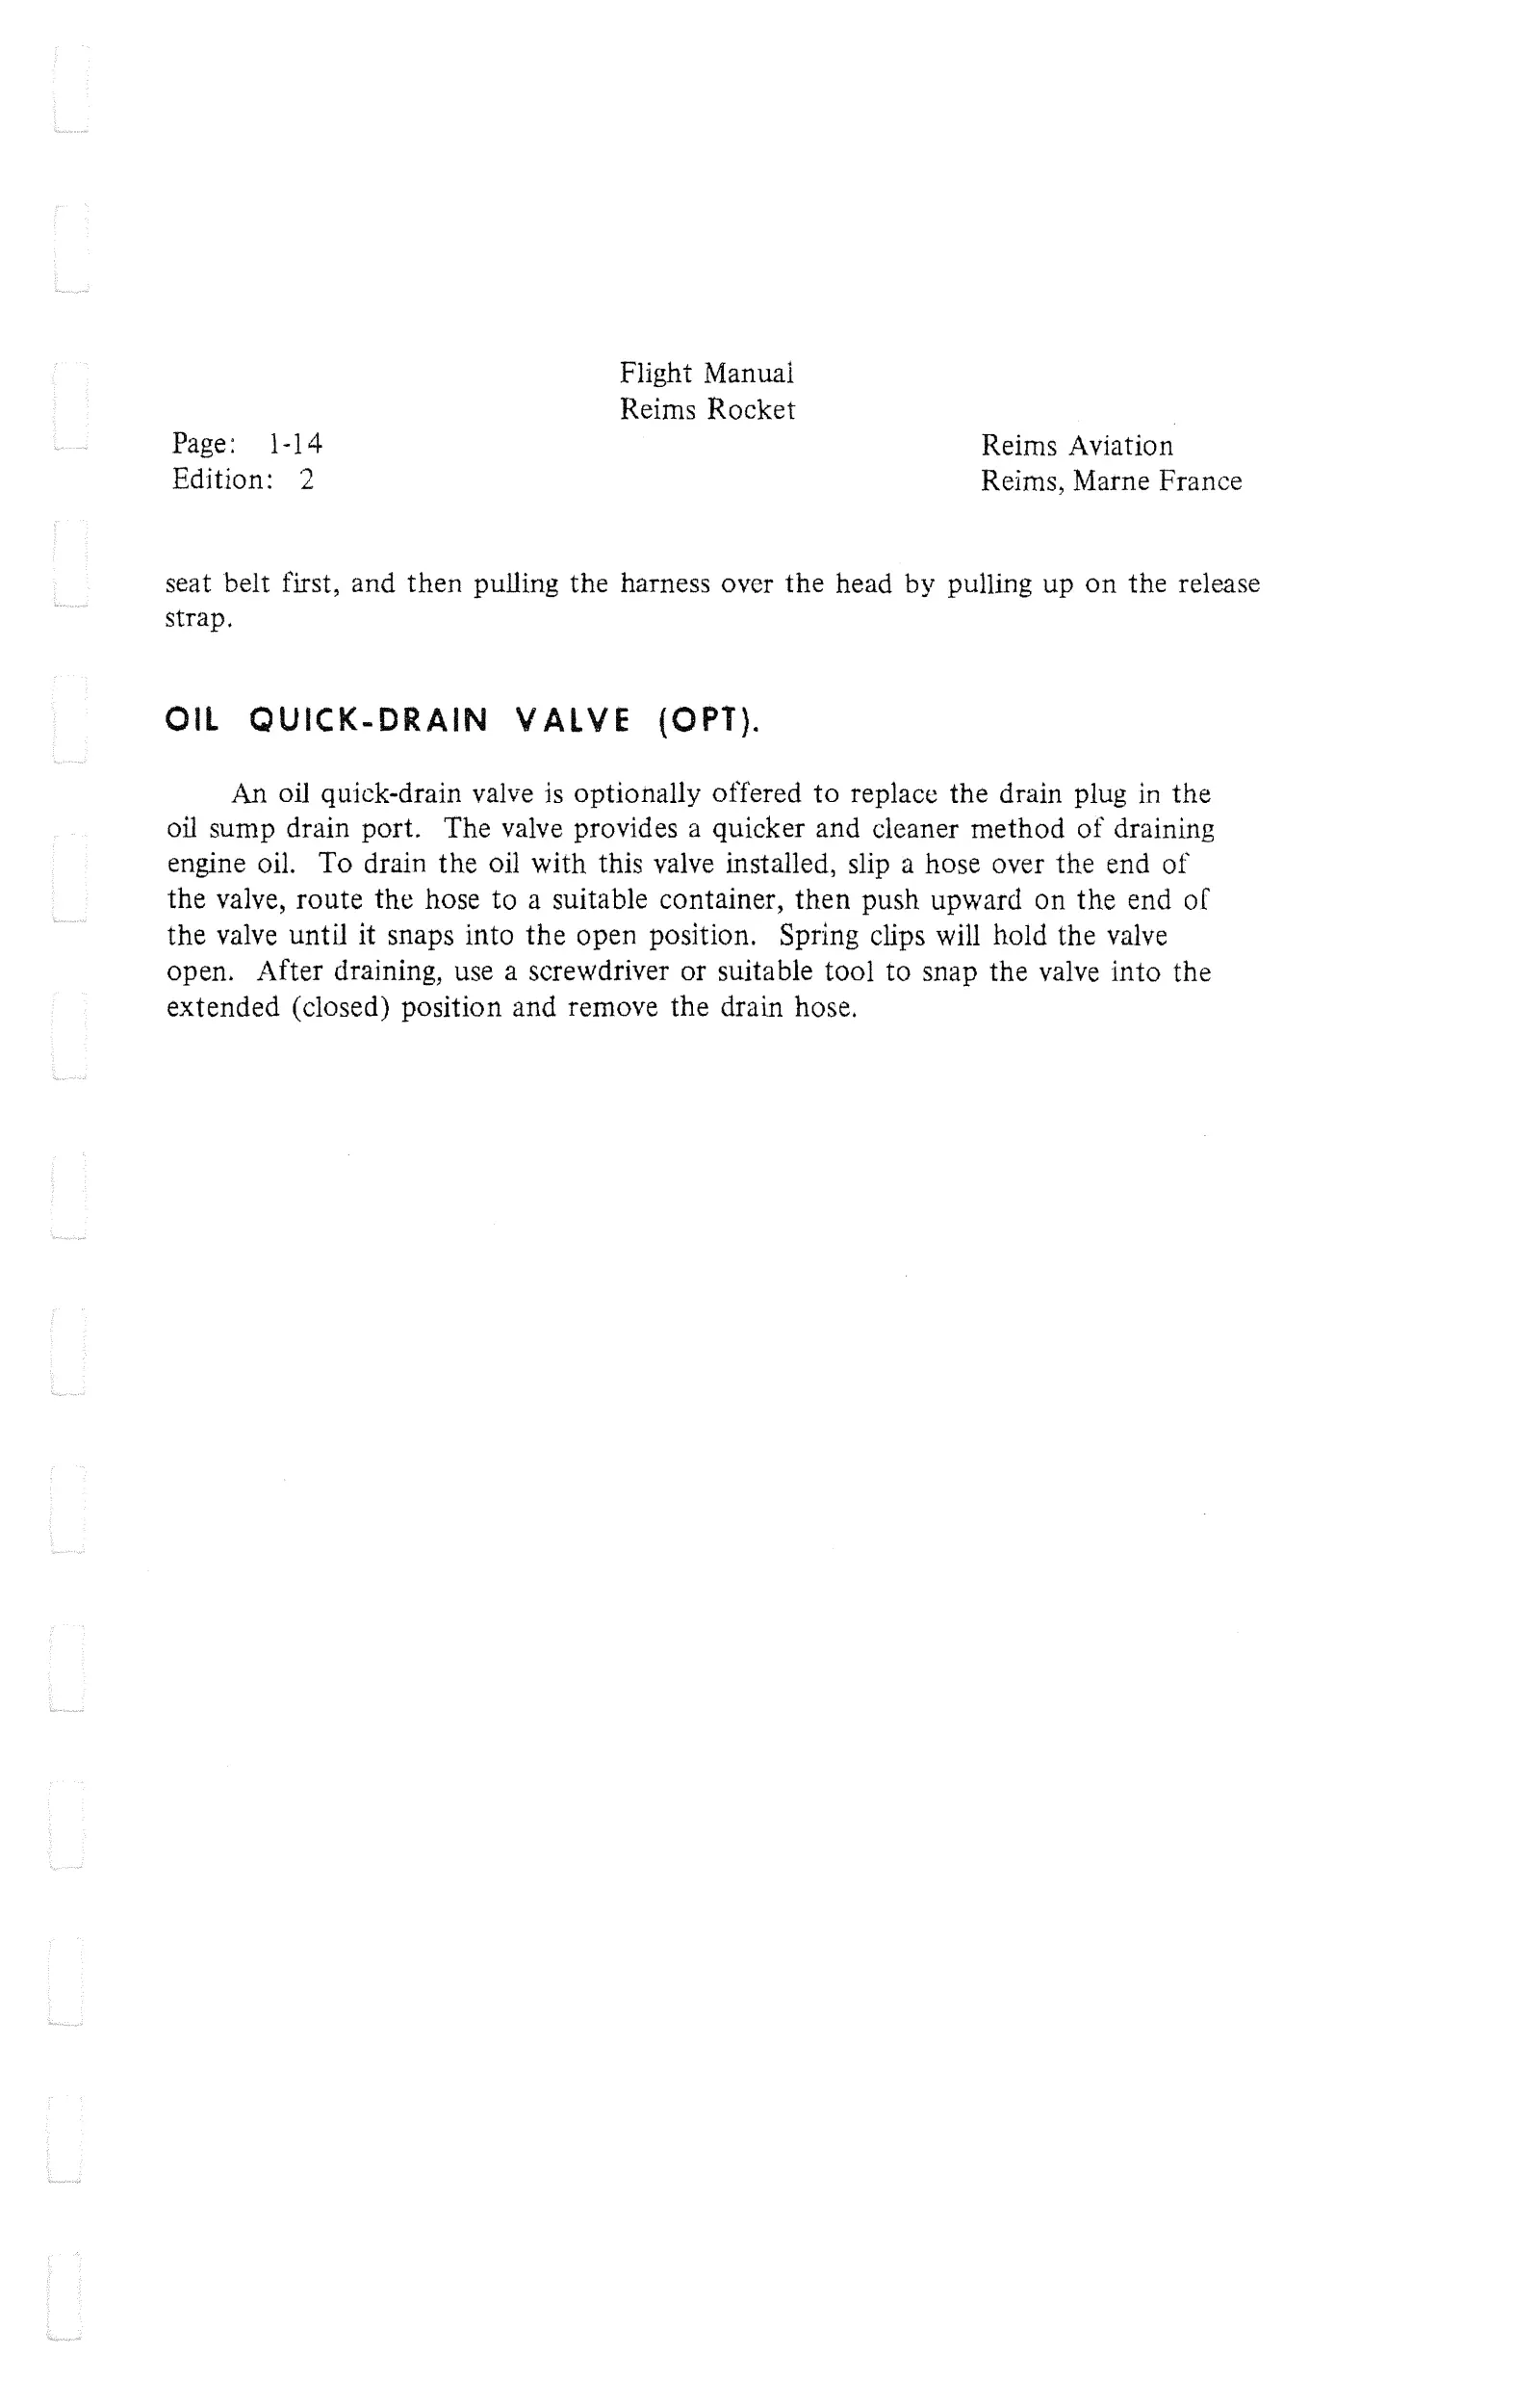 Flight Manual
Reims Rocket
Page: 1-14
Reims Aviation
Edition: 2
Reims, Marne France
seat belt first, and then pulling the harness over the head by pulling up on the release
strap.
OIL QUICK-DRAIN VALVE (OPT).
An oil quick-drain valve is optionally offered to replace the drain plug in the
oil sump drain port. The valve provides a quicker and cleaner method of draining
engine oil. To drain the oil with this valve installed, slip a hose over the end of
the valve, route the hose to a suitable container, then push upward on the end of
the valve until it snaps into the open position. Spring clips will hold the valve
open. After draining, use a screwdriver or suitable tool to snap the valve into the
extended (closed) position and remove the drain hose.